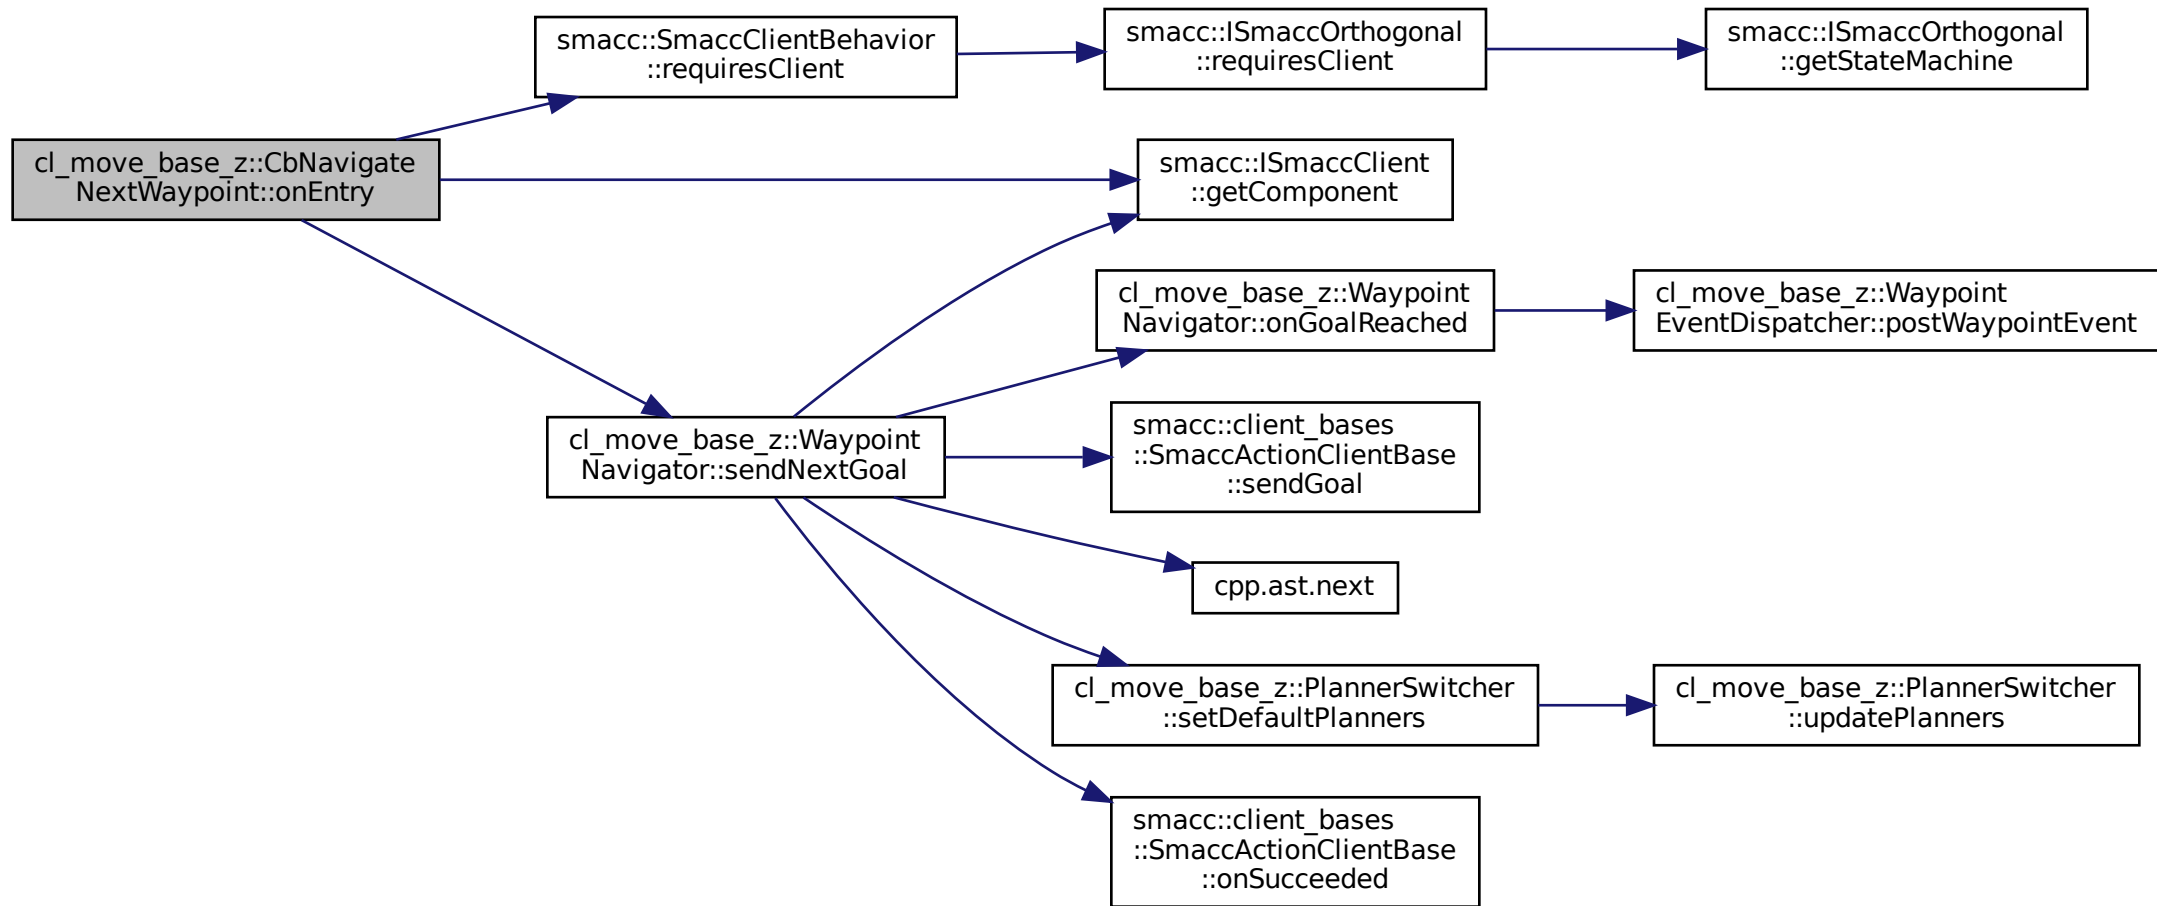 smacc::SmaccClientBehavior
::requiresClient
smacc::ISmaccOrthogonal
::requiresClient
smacc::ISmaccOrthogonal
::getStateMachine
cl_move_base_z::CbNavigate
NextWaypoint::onEntry
smacc::ISmaccClient
::getComponent
cl_move_base_z::Waypoint
Navigator::onGoalReached
cl_move_base_z::Waypoint
EventDispatcher::postWaypointEvent
cl_move_base_z::Waypoint
Navigator::sendNextGoal
smacc::client_bases
::SmaccActionClientBase
::sendGoal
cpp.ast.next
cl_move_base_z::PlannerSwitcher
::setDefaultPlanners
cl_move_base_z::PlannerSwitcher
::updatePlanners
smacc::client_bases
::SmaccActionClientBase
::onSucceeded